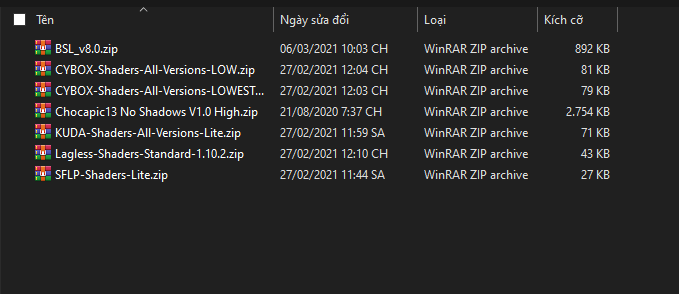 Tên Ngày sửa đổi Loại Kích cỡ
BSL_v8.0.zip 06/03/2021 10:03 CH WinRAR ZIP archive 892 KB
CYBOX-Shaders-All-Versions-LOW.zip 27/02/2021 12:04 CH WinRAR ZIP archive 81 KB
CYBOX-Shaders-All-Versions-LOWEST... 27/02/2021 12:03 CH WinRAR ZIP archive 79 KB
Chocapic13 No Shadows V1.0 High.zip 21/08/2020 7:37 CH WinRAR ZIP archive 2.754 KB
KUDA-Shaders-All-Versions-Lite.zip 27/02/2021 11:59 SA WinRAR ZIP archive 71 KB
Lagless-Shaders-Standard-1.10.2.zip 27/02/2021 12:10 CH WinRAR ZIP archive 43 KB
SFLP-Shaders-Lite.zip 27/02/2021 11:44 SA WinRAR ZIP archive 27 KB